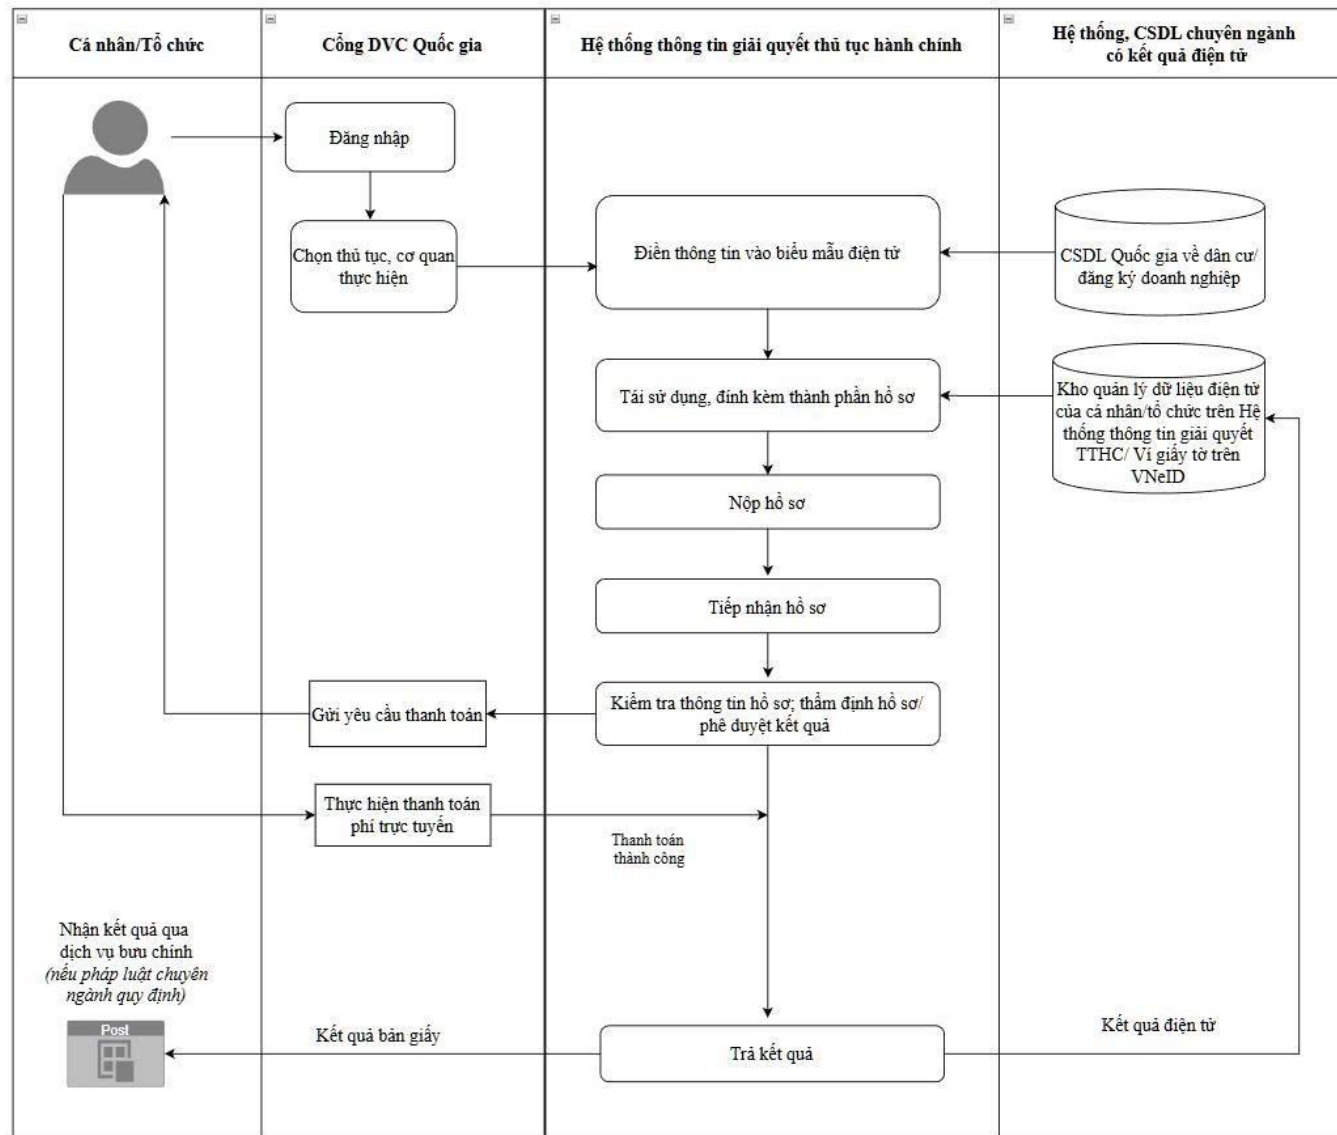 Cá nhân/Tổ chức
Cổng DVC Quốc gia
Hệ thống thông tin giải quyết thủ tục hành chính
Hệ thống, CSDL chuyên ngành
có kết quả điện tử
Đăng nhập
Chọn thủ tục, cơ quan
thực hiện
Điền thông tin vào biểu mẫu điện tử
CSDL Quốc gia về dân cư/
đăng ký doanh nghiệp
Tái sử dụng, đính kèm thành phần hồ sơ
Kho quản lý dữ liệu điện tử
của cá nhân/tổ chức trên Hệ
thống thông tin giải quyết
TTHC/ Ví giấy tờ trên
VNeID
Nộp hồ sơ
Tiếp nhận hồ sơ
Gửi yêu cầu thanh toán
Kiểm tra thông tin hồ sơ; thẩm định hồ sơ/
phê duyệt kết quả
Thực hiện thanh toán
phí trực tuyến
Thanh toán
thành công
Nhận kết quả qua
dịch vụ bưu chính
(nếu pháp luật chuyên
ngành quy định)
Post
Kết quả bản giấy
Trả kết quả
Kết quả điện tử